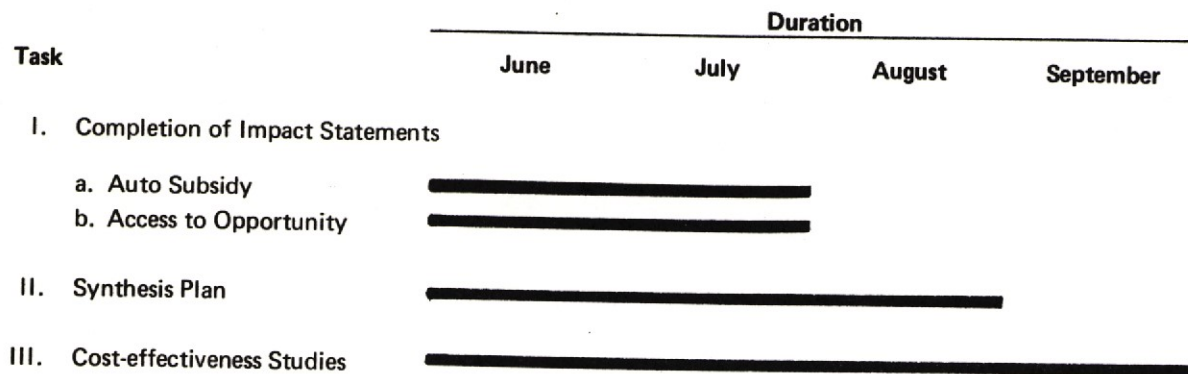 Duration
Task June July August September
I. Completion of Impact Statements
a. Auto Subsidy
b. Access to Opportunity
II. Synthesis Plan
III. Cost-effectiveness Studies